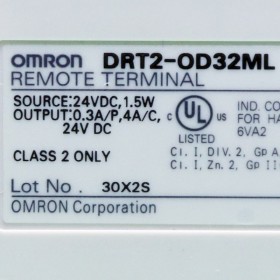 OMRON DRT2-OD32ML
REMOTE TERMINAL
SOURCE:24VDC, 1.5W
OUTPUT:0.3A/P,4A/C,
24V DC
CLASS 2 ONLY
C UL US
LISTED
IND. CO
FOR HA
6VA2
Cl. I, Div. 2, Gp A
Cl. I, Zn. 2, Gp II
Lot No. 30X2S
OMRON Corporation